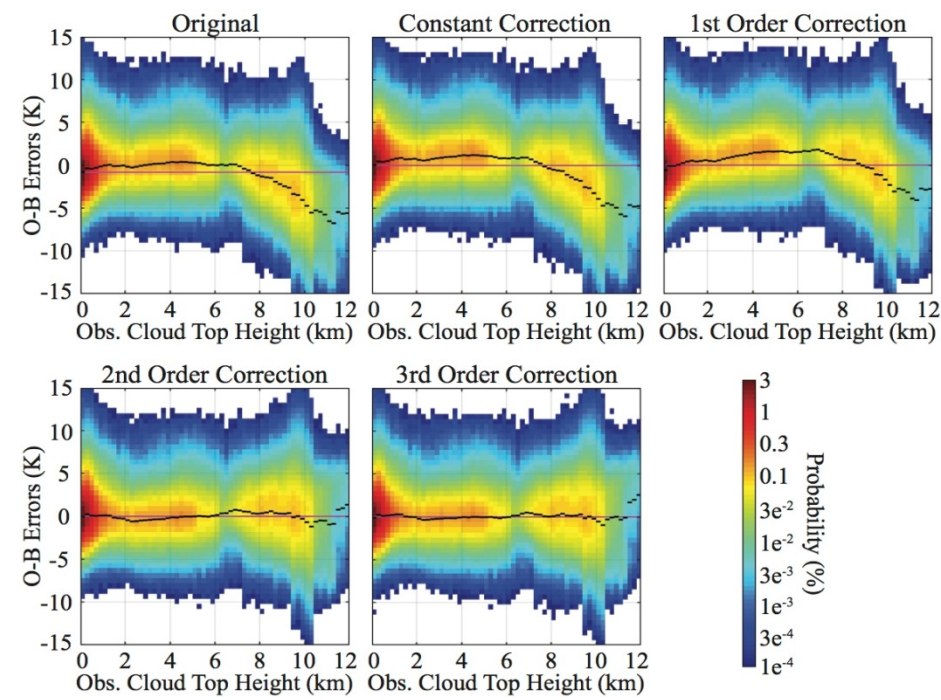 Original
Constant Correction
1st Order Correction
O-B Errors (K)
15
10
5
0
-5
-10
-15
0 2 4 6 8 10 12
0 2 4 6 8 10 12
0 2 4 6 8 10 12
Obs. Cloud Top Height (km)
Obs. Cloud Top Height (km)
Obs. Cloud Top Height (km)
2nd Order Correction
3rd Order Correction
O-B Errors (K)
15
10
5
0
-5
-10
-15
0 2 4 6 8 10 12
0 2 4 6 8 10 12
Obs. Cloud Top Height (km)
Obs. Cloud Top Height (km)
3
1
0.3
0.1
3e-2
1e-2
3e-3
1e-3
3e-4
1e-4
Probability (%)